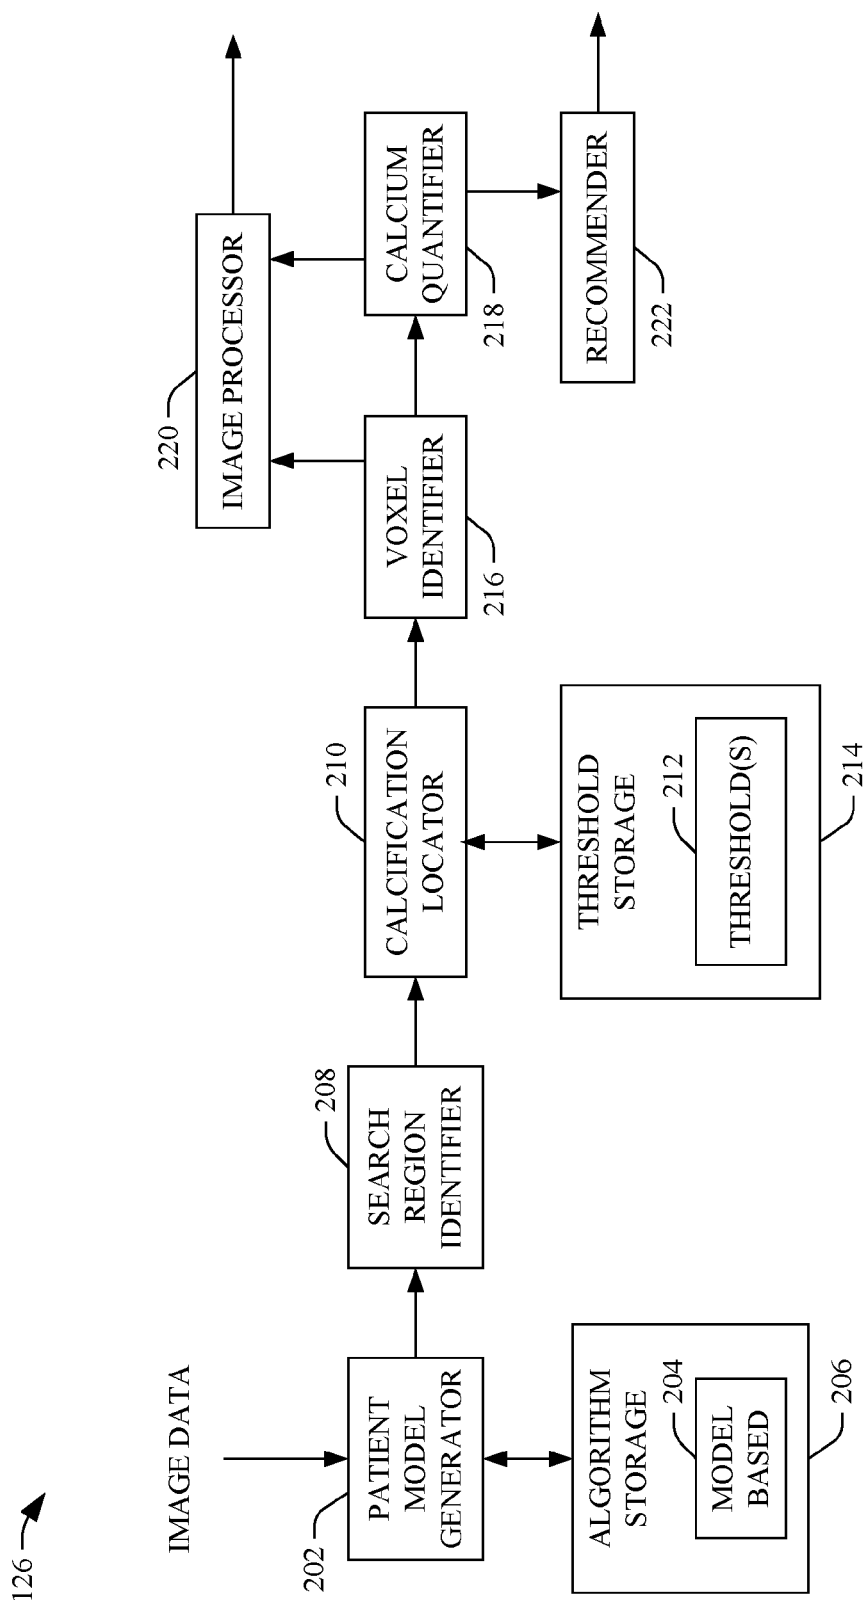 126
IMAGE DATA
202
PATIENT
MODEL
GENERATOR
ALGORITHM
STORAGE
204
MODEL
BASED
206
208
SEARCH
REGION
IDENTIFIER
210
CALCIFICATION
LOCATOR
THRESHOLD
STORAGE
212
THRESHOLD(S)
214
VOXEL
IDENTIFIER
216
220
IMAGE PROCESSOR
CALCIUM
QUANTIFIER
218
RECOMMENDER
222